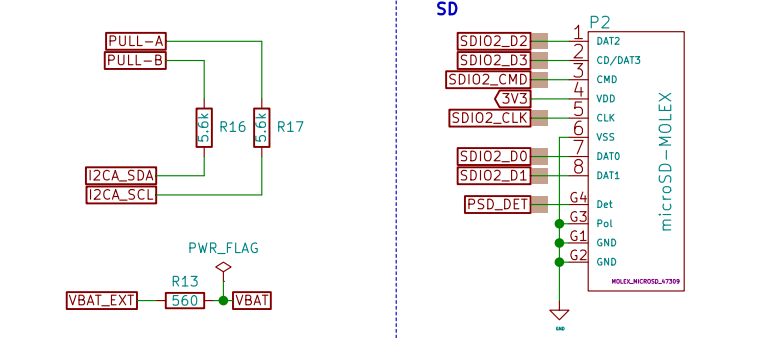 PULL-A
PULL-B
5.6k
R16
5.6k
R17
I2CA_SDA
I2CA_SCL
PWR_FLAG
R13
VBAT_EXT
560
VBAT
SD
P2
SDIO2_D2 1 DAT2
SDIO2_D3 2 CD/DAT3
SDIO2_CMD 3 CMD
3V3 4 VDD
SDIO2_CLK 5 CLK
6 VSS
SDIO2_D0 7 DAT0
SDIO2_D1 8 DAT1
PSD_DET G4 Det
G3 Pol
G1 GND
G2 GND
microSD-MOLEX
MOLEX_MICROSD_47309
GND